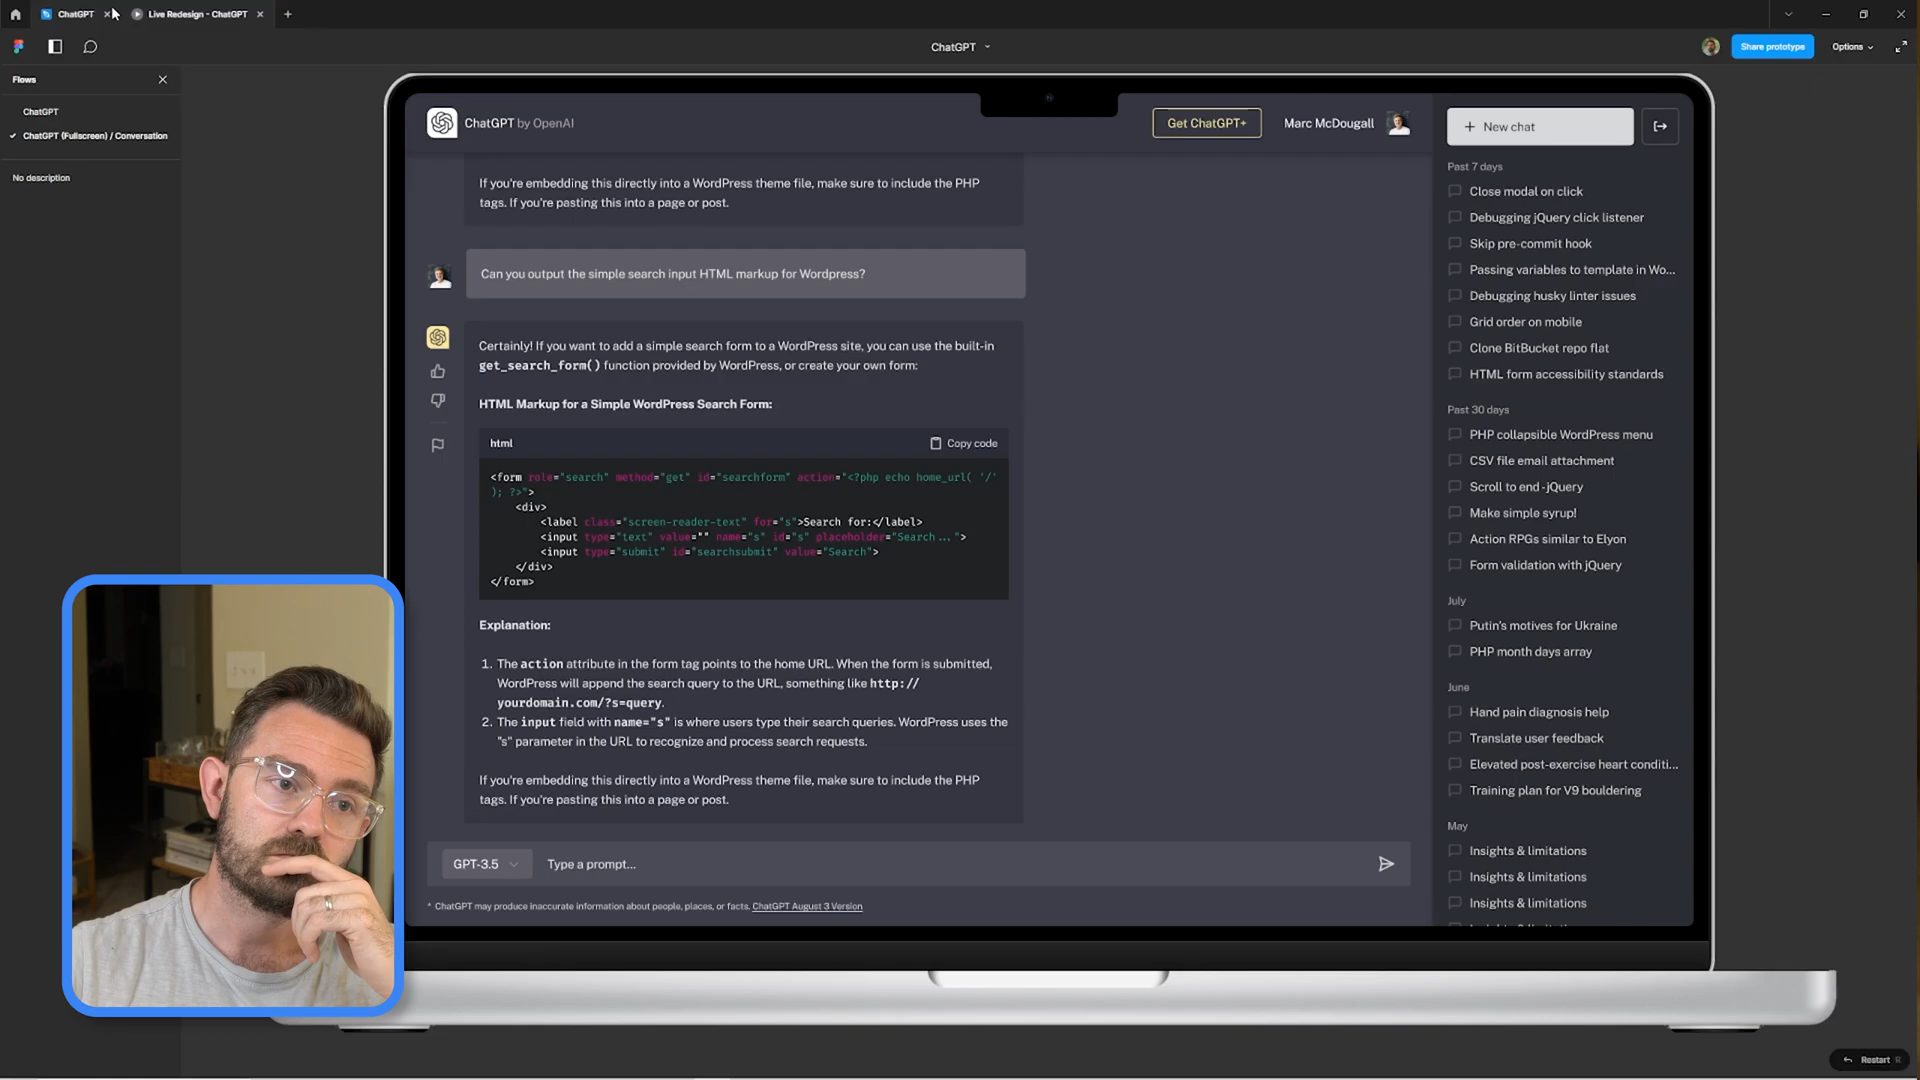 ChatGPT
Live Redesign - ChatGPT
ChatGPT
Share prototype
Options
Flows
ChatGPT
ChatGPT (Fullscreen) / Conversation
No description
ChatGPT by OpenAI
Get ChatGPT+
Marc McDougall
If you're embedding this directly into a WordPress theme file, make sure to include the PHP
tags. If you're pasting this into a page or post.
Can you output the simple search input HTML markup for Wordpress?
Certainly! If you want to add a simple search form to a WordPress site, you can use the built-in
get_search_form() function provided by WordPress, or create your own form:
HTML Markup for a Simple WordPress Search Form:
html
Copy code
<form role="search" method="get" id="searchform" action="<?php echo home_url( '/'
); ?>">
<div>
<label class="screen-reader-text" for="s">Search for:</label>
<input type="text" value="" name="s" id="s" placeholder="Search...">
<input type="submit" id="searchsubmit" value="Search">
</div>
</form>
Explanation:
1. The action attribute in the form tag points to the home URL. When the form is submitted,
WordPress will append the search query to the URL, something like http://
yourdomain.com/?s=query.
2. The input field with name="s" is where users type their search queries. WordPress uses the
"s" parameter in the URL to recognize and process search requests.
If you're embedding this directly into a WordPress theme file, make sure to include the PHP
tags. If you're pasting this into a page or post.
GPT-3.5
Type a prompt...
* ChatGPT may produce inaccurate information about people, places, or facts. ChatGPT August 3 Version
+ New chat
Past 7 days
Close modal on click
Debugging jQuery click listener
Skip pre-commit hook
Passing variables to template in Wo...
Debugging husky linter issues
Grid order on mobile
Clone BitBucket repo flat
HTML form accessibility standards
Past 30 days
PHP collapsible WordPress menu
CSV file email attachment
Scroll to end - jQuery
Make simple syrup!
Action RPGs similar to Elyon
Form validation with jQuery
July
Putin's motives for Ukraine
PHP month days array
June
Hand pain diagnosis help
Translate user feedback
Elevated post-exercise heart conditi...
Training plan for V9 bouldering
May
Insights & limitations
Insights & limitations
Insights & limitations
Restart R